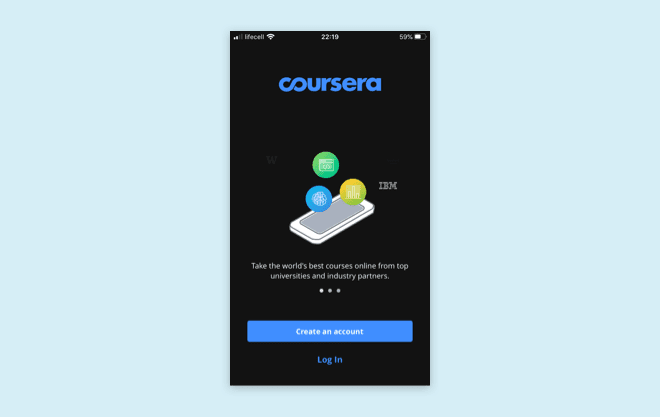 lifecell
22:19
59%
coursera
W
IBM
Take the world's best courses online from top
universities and industry partners.
Create an account
Log In